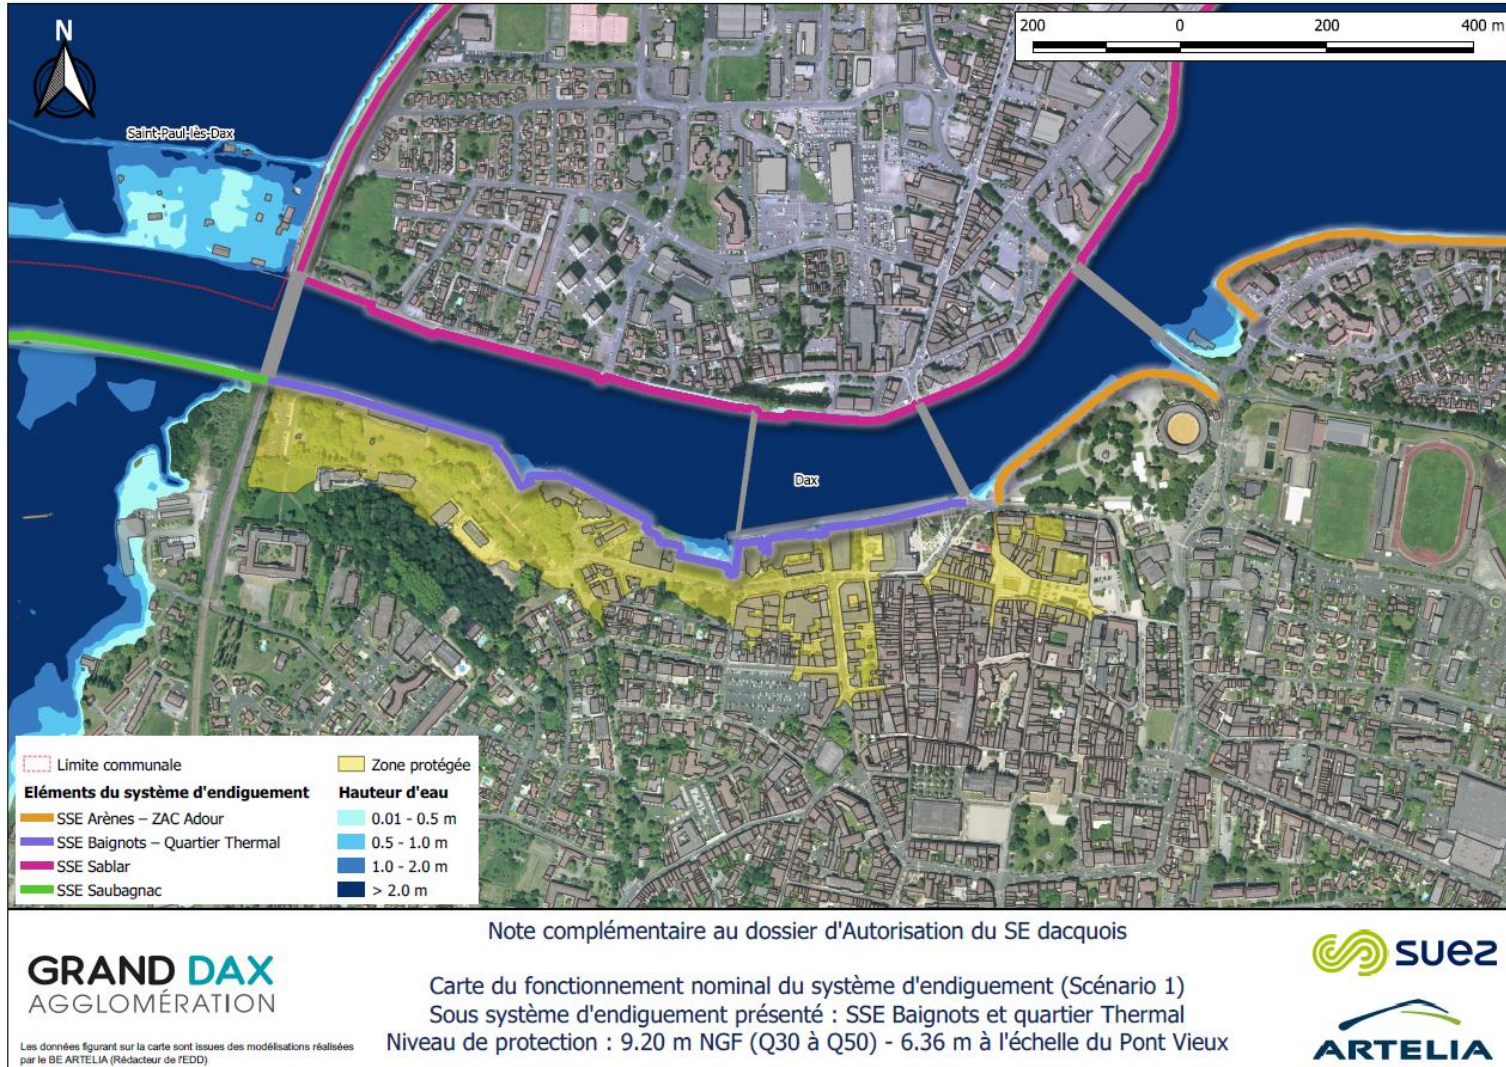 N
200 0 200 400 m
Saint-Paul-lès-Dax
Dax
Limite communale
Eléments du système d'endiguement
SSE Arènes – ZAC Adour
SSE Baignots – Quartier Thermal
SSE Sablar
SSE Saubagnac
Zone protégée
Hauteur d'eau
0.01 - 0.5 m
0.5 - 1.0 m
1.0 - 2.0 m
> 2.0 m
GRAND DAX
AGGLOMÉRATION
Les données figurant sur la carte sont issues des modélisations réalisées
par le BE ARTELIA (Rédacteur de l'EDD)
Note complémentaire au dossier d'Autorisation du SE dacquois
Carte du fonctionnement nominal du système d'endiguement (Scénario 1)
Sous système d'endiguement présenté : SSE Baignots et quartier Thermal
Niveau de protection : 9.20 m NGF (Q30 à Q50) - 6.36 m à l'échelle du Pont Vieux
suez
ARTELIA